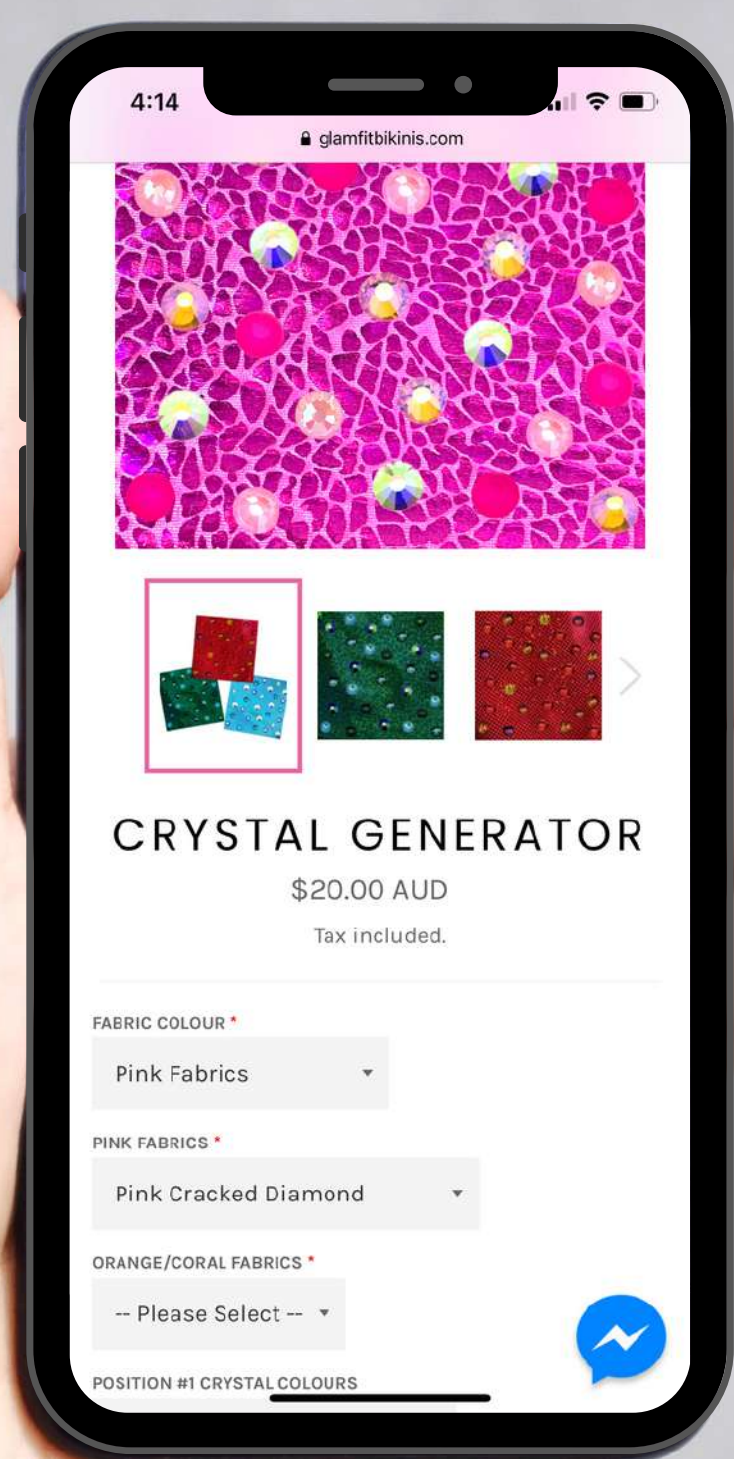 4:14
glamfitbikinis.com
CRYSTAL GENERATOR
$20.00 AUD
Tax included.
FABRIC COLOUR *
Pink Fabrics
PINK FABRICS *
Pink Cracked Diamond
ORANGE/CORAL FABRICS *
-- Please Select --
POSITION #1 CRYSTAL COLOURS